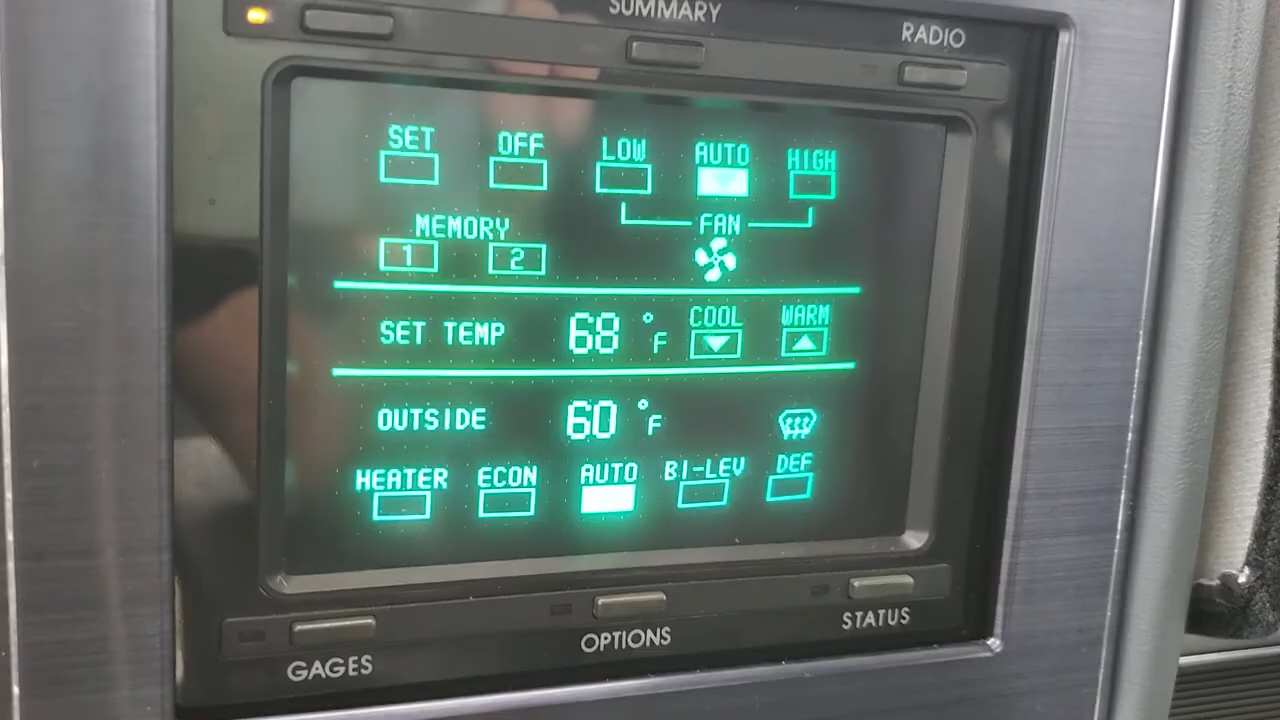 SUMMARY
RADIO
SET OFF LOW AUTO HIGH
MEMORY FAN
1 2
SET TEMP 68 °F COOL WARM
OUTSIDE 60 °F
HEATER ECON AUTO BI-LEV DEF
GAGES OPTIONS STATUS